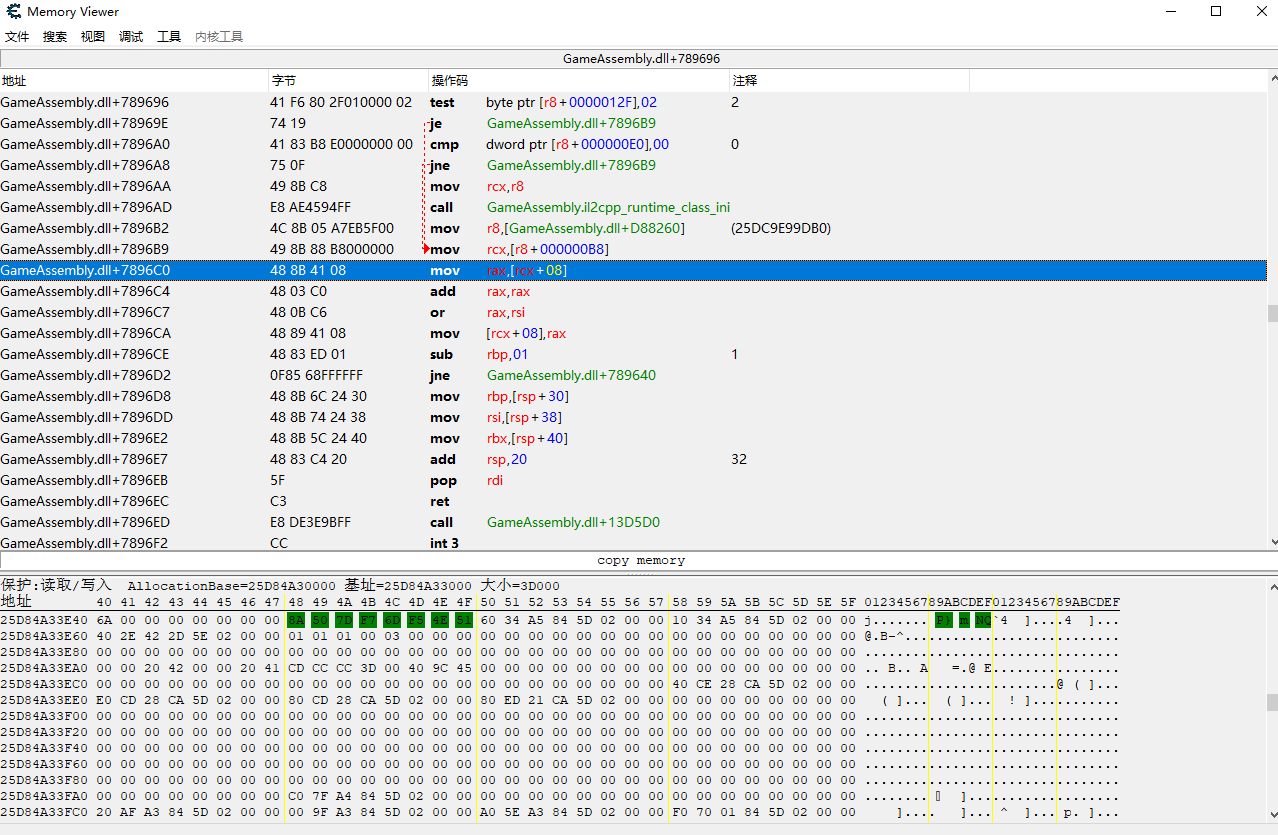 Memory Viewer
文件 搜索 视图 调试 工具 内核工具
GameAssembly.dll+789696
地址 字节 操作码 注释
GameAssembly.dll+789696 41 F6 80 2F010000 02 test byte ptr [r8+0000012F],02 2
GameAssembly.dll+78969E 74 19 je GameAssembly.dll+7896B9
GameAssembly.dll+7896A0 41 83 B8 E0000000 00 cmp dword ptr [r8+000000E0],00 0
GameAssembly.dll+7896A8 75 0F jne GameAssembly.dll+7896B9
GameAssembly.dll+7896AA 49 8B C8 mov rcx,r8
GameAssembly.dll+7896AD E8 AE4594FF call GameAssembly.il2cpp_runtime_class_ini
GameAssembly.dll+7896B2 4C 8B 05 A7EB5F00 mov r8,[GameAssembly.dll+D88260] (25DC9E99DB0)
GameAssembly.dll+7896B9 49 8B 88 B8000000 mov rcx,[r8+000000B8]
GameAssembly.dll+7896C0 48 8B 41 08 mov rax,[rcx+08]
GameAssembly.dll+7896C4 48 03 C0 add rax,rax
GameAssembly.dll+7896C7 48 0B C6 or rax,rsi
GameAssembly.dll+7896CA 48 89 41 08 mov [rcx+08],rax
GameAssembly.dll+7896CE 48 83 ED 01 sub rbp,01 1
GameAssembly.dll+7896D2 0F85 68FFFFFF jne GameAssembly.dll+789640
GameAssembly.dll+7896D8 48 8B 6C 24 30 mov rbp,[rsp+30]
GameAssembly.dll+7896DD 48 8B 74 24 38 mov rsi,[rsp+38]
GameAssembly.dll+7896E2 48 8B 5C 24 40 mov rbx,[rsp+40]
GameAssembly.dll+7896E7 48 83 C4 20 add rsp,20 32
GameAssembly.dll+7896EB 5F pop rdi
GameAssembly.dll+7896EC C3 ret
GameAssembly.dll+7896ED E8 DE3E9BFF call GameAssembly.dll+13D5D0
GameAssembly.dll+7896F2 CC int 3
copy memory
保护:读取/写入 AllocationBase=25D84A30000 基址=25D84A33000 大小=3D000
地址 40 41 42 43 44 45 46 47 48 49 4A 4B 4C 4D 4E 4F 50 51 52 53 54 55 56 57 58 59 5A 5B 5C 5D 5E 5F 0123456789ABCDEF0123456789ABCDEF
25D84A33E40 6A 00 00 00 00 00 00 00 8A 50 7D F7 6D F5 4E 51 60 34 A5 84 5D 02 00 00 10 34 A5 84 5D 02 00 00 j....... P} m NQ`4 ]....4 ]...
25D84A33E60 40 2E 42 2D 5E 02 00 00 01 01 01 00 03 00 00 00 00 00 00 00 00 00 00 00 00 00 00 00 00 00 00 00 @.B-^...........................
25D84A33E80 00 00 00 00 00 00 00 00 00 00 00 00 00 00 00 00 00 00 00 00 00 00 00 00 00 00 00 00 00 00 00 00 ................................
25D84A33EA0 00 00 20 42 00 00 20 41 CD CC CC 3D 00 40 9C 45 00 00 00 00 00 00 00 00 00 00 00 00 00 00 00 00 .. B.. A   =.@ E................
25D84A33EC0 00 00 00 00 00 00 00 00 00 00 00 00 00 00 00 00 00 00 00 00 00 00 00 00 40 CE 28 CA 5D 02 00 00 ........................@ ( ]...
25D84A33EE0 E0 CD 28 CA 5D 02 00 00 80 CD 28 CA 5D 02 00 00 80 ED 21 CA 5D 02 00 00 00 00 00 00 00 00 00 00 ( ]... ( ]... ! ]...........
25D84A33F00 00 00 00 00 00 00 00 00 00 00 00 00 00 00 00 00 00 00 00 00 00 00 00 00 00 00 00 00 00 00 00 00 ................................
25D84A33F20 00 00 00 00 00 00 00 00 00 00 00 00 00 00 00 00 00 00 00 00 00 00 00 00 00 00 00 00 00 00 00 00 ................................
25D84A33F40 00 00 00 00 00 00 00 00 00 00 00 00 00 00 00 00 00 00 00 00 00 00 00 00 00 00 00 00 00 00 00 00 ................................
25D84A33F60 00 00 00 00 00 00 00 00 00 00 00 00 00 00 00 00 00 00 00 00 00 00 00 00 00 00 00 00 00 00 00 00 ................................
25D84A33F80 00 00 00 00 00 00 00 00 00 00 00 00 00 00 00 00 00 00 00 00 00 00 00 00 00 00 00 00 00 00 00 00 ................................
25D84A33FA0 00 00 00 00 00 00 00 00 C0 7F A4 84 5D 02 00 00 00 00 00 00 00 00 00 00 00 00 00 00 00 00 00 00 ........ ]...................
25D84A33FC0 20 AF A3 84 5D 02 00 00 00 9F A3 84 5D 02 00 00 A0 5E A3 84 5D 02 00 00 F0 70 01 84 5D 02 00 00 ].... ]... ^ ]... p. ]...